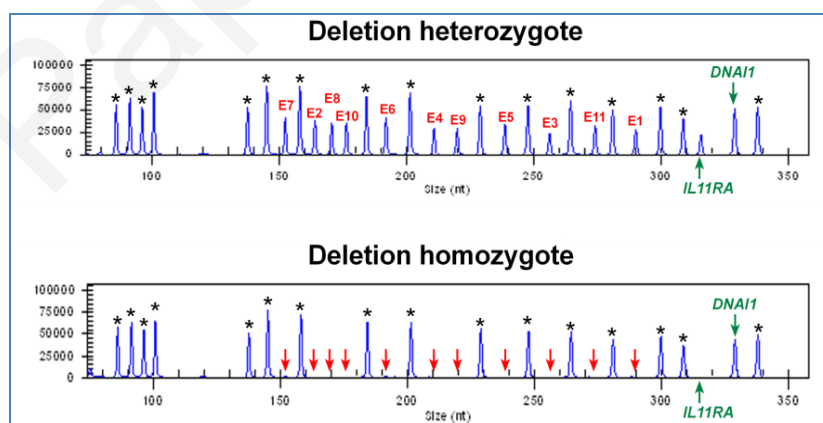 Deletion heterozygote
DNAI1
100000
75000
50000
25000
0
* * * * * * * * * * * * * * * *
E7 E2 E8 E10 E6 E4 E9 E5 E3 E11 E1
100 150 200 250 300 350
Size (nt)
IL11RA
Deletion homozygote
DNAI1
100000
75000
50000
25000
0
* * * * * * * * * * * * * * * *
100 150 200 250 300 350
Size (nt)
IL11RA